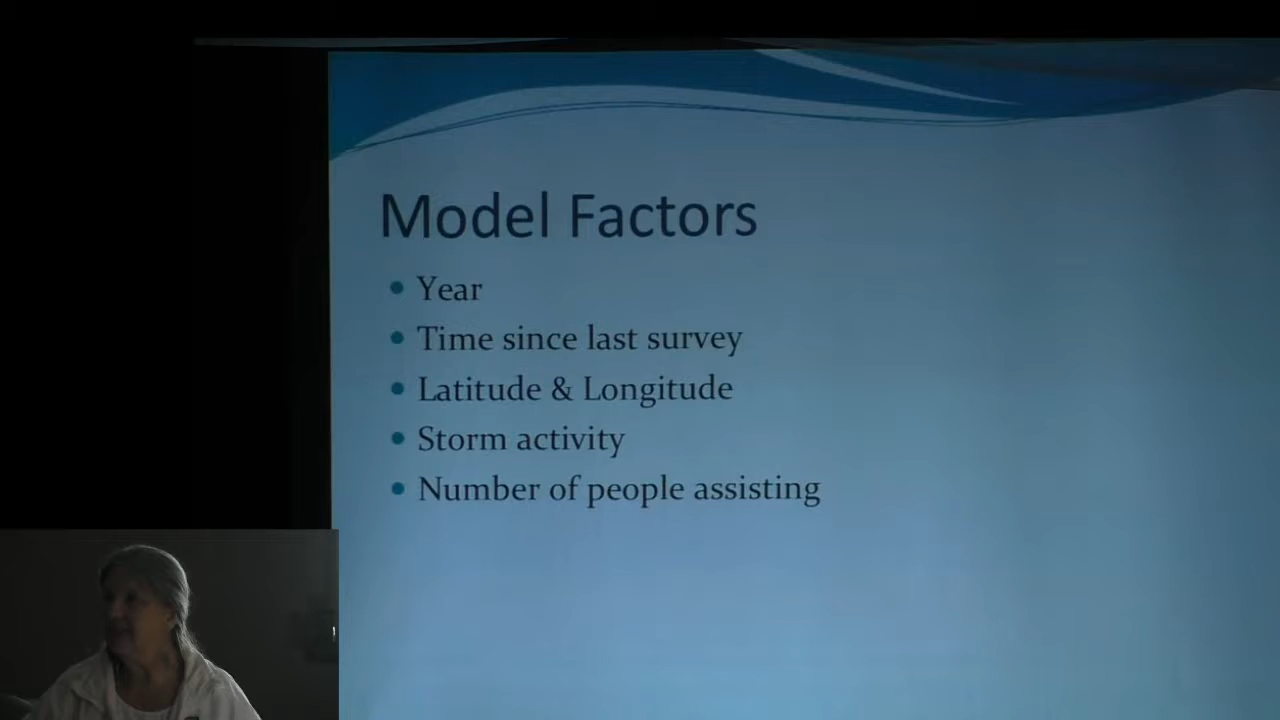 Model Factors
Year
Time since last survey
Latitude & Longitude
Storm activity
Number of people assisting